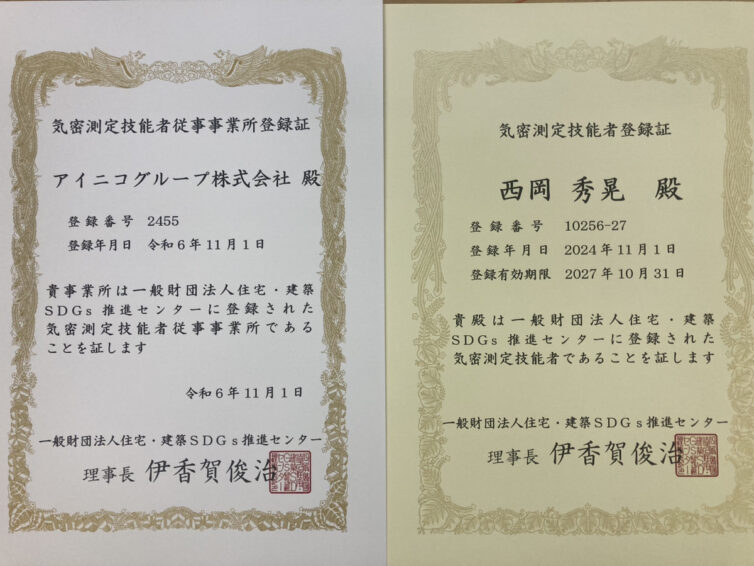 気密測定技能者従事事業所登録証
アイニコグループ株式会社 殿
登録番号 2455
登録年月日 令和6年11月1日
貴事業所は一般財団法人住宅・建築
SDGs推進センターに登録された
気密測定技能者従事事業所である
ことを証します
令和6年11月1日
一般財団法人住宅・建築SDGs推進センター
理事長 伊香賀俊治
気密測定技能者登録証
西岡 秀晃 殿
登録番号 10256-27
登録年月日 2024年11月1日
登録有効期限 2027年10月31日
貴殿は一般財団法人住宅・建築
SDGs推進センターに登録された
気密測定技能者であることを証します
一般財団法人住宅・建築SDGs推進センター
理事長 伊香賀俊治